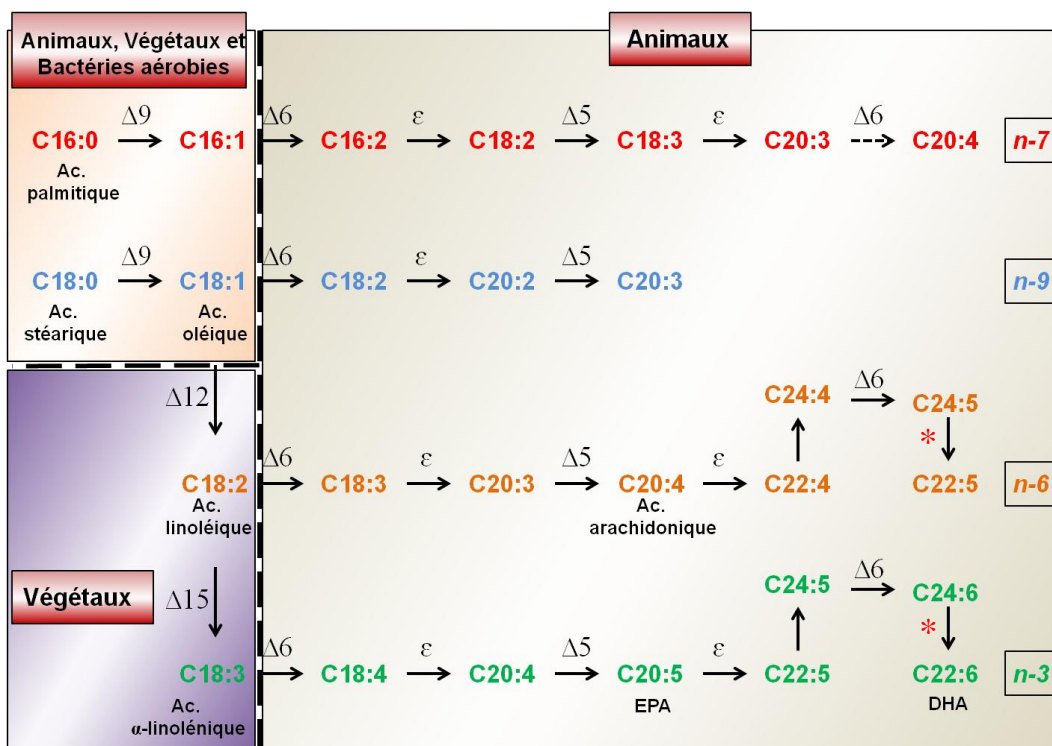 Animaux, Végétaux et
Bactéries aérobies
Animaux
Δ9 Δ6 ε Δ5 ε Δ6
C16:0 C16:1 C16:2 C18:2 C18:3 C20:3 C20:4 n-7
Ac.
palmitique
Δ9 Δ6 ε Δ5
C18:0 C18:1 C18:2 C20:2 C20:3 n-9
Ac.
stéarique
Ac.
oléique
Δ12
Δ6
C24:4 C24:5
*
Δ6 ε Δ5 ε
C18:2 C18:3 C20:3 C20:4 C22:4 C22:5 n-6
Ac.
linoléique
Ac.
arachidonique
Végétaux
Δ15
Δ6
C24:5 C24:6
*
Δ6 ε Δ5 ε
C18:3 C18:4 C20:4 C20:5 C22:5 C22:6 n-3
Ac.
α-linolénique
EPA
DHA